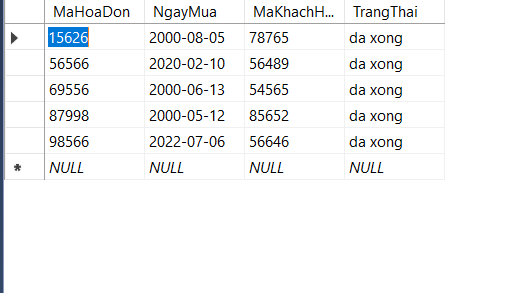 MaHoaDon NgayMua MaKhachH... TrangThai
15626 2000-08-05 78765 da xong
56566 2020-02-10 56489 da xong
69556 2000-06-13 54565 da xong
87998 2000-05-12 85652 da xong
98566 2022-07-06 56646 da xong
* NULL NULL NULL NULL